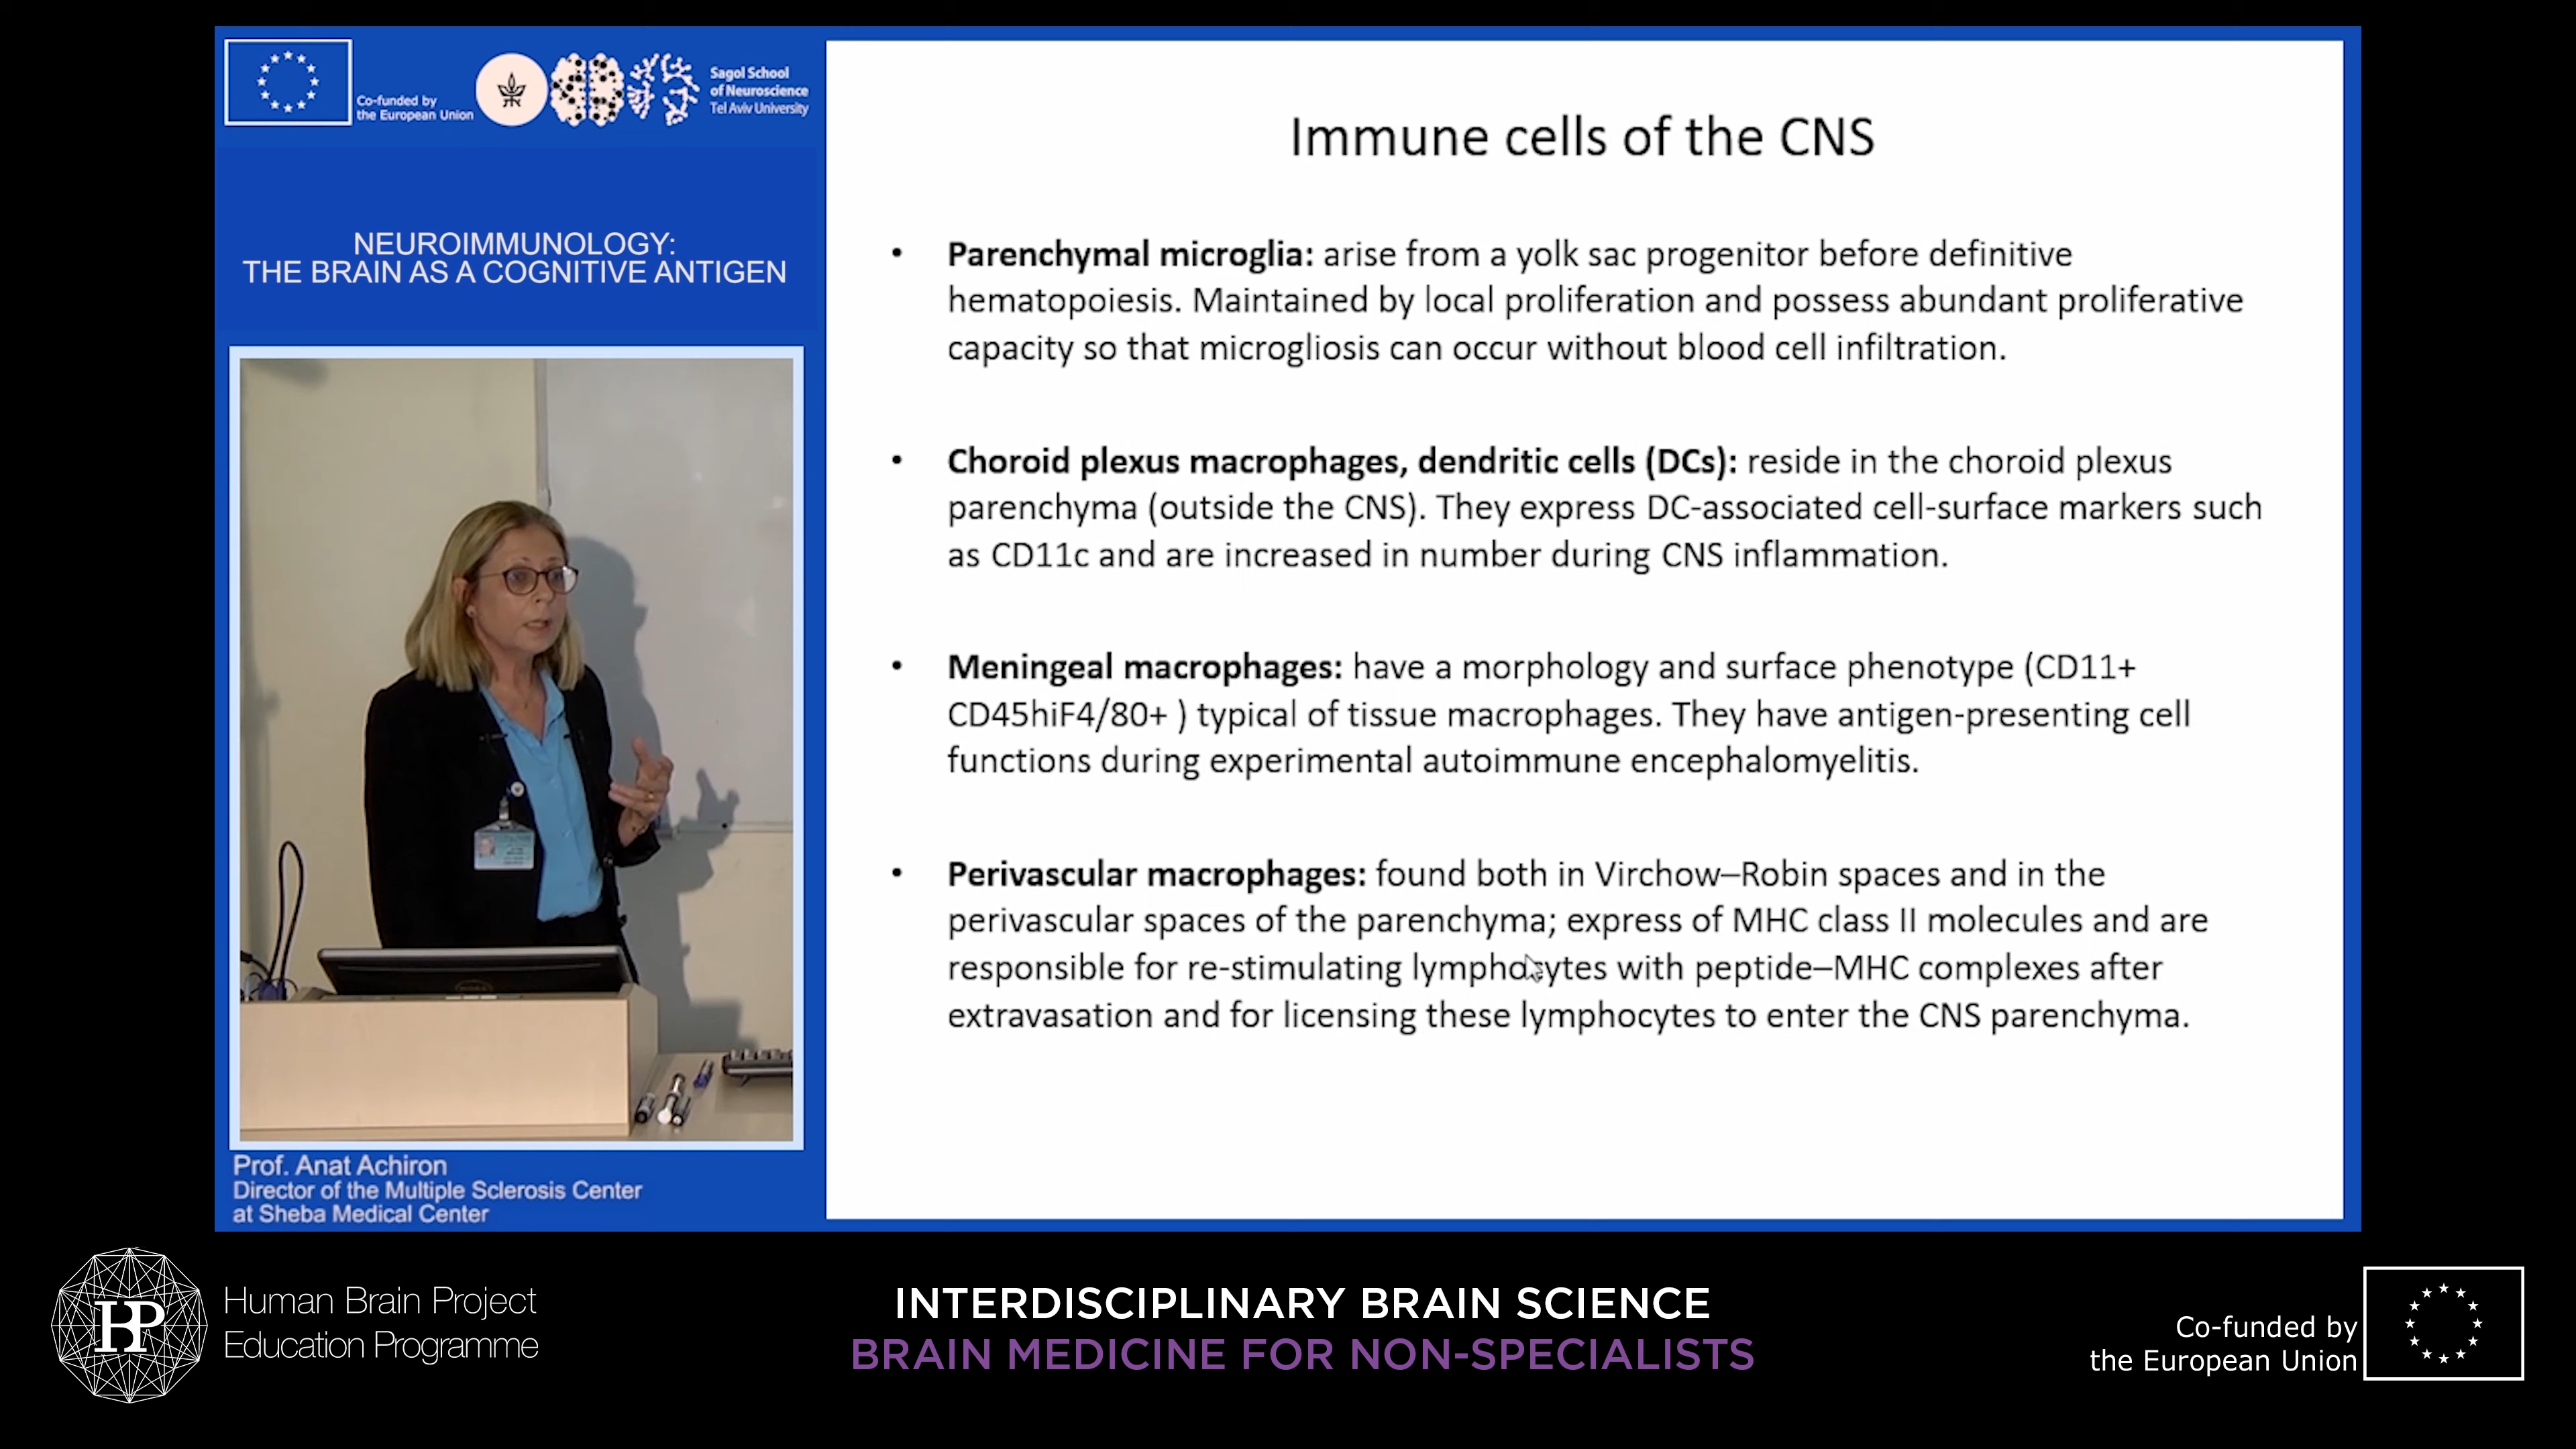 Co-funded by
the European Union
Sagol School
of Neuroscience
Tel Aviv University
NEUROIMMUNOLOGY:
THE BRAIN AS A COGNITIVE ANTIGEN
Prof. Anat Achiron
Director of the Multiple Sclerosis Center
at Sheba Medical Center
Immune cells of the CNS
• Parenchymal microglia: arise from a yolk sac progenitor before definitive
hematopoiesis. Maintained by local proliferation and possess abundant proliferative
capacity so that microgliosis can occur without blood cell infiltration.
• Choroid plexus macrophages, dendritic cells (DCs): reside in the choroid plexus
parenchyma (outside the CNS). They express DC-associated cell-surface markers such
as CD11c and are increased in number during CNS inflammation.
• Meningeal macrophages: have a morphology and surface phenotype (CD11+
CD45hiF4/80+ ) typical of tissue macrophages. They have antigen-presenting cell
functions during experimental autoimmune encephalomyelitis.
• Perivascular macrophages: found both in Virchow–Robin spaces and in the
perivascular spaces of the parenchyma; express of MHC class II molecules and are
responsible for re-stimulating lymphocytes with peptide–MHC complexes after
extravasation and for licensing these lymphocytes to enter the CNS parenchyma.
HP
Human Brain Project
Education Programme
INTERDISCIPLINARY BRAIN SCIENCE
BRAIN MEDICINE FOR NON-SPECIALISTS
Co-funded by
the European Union